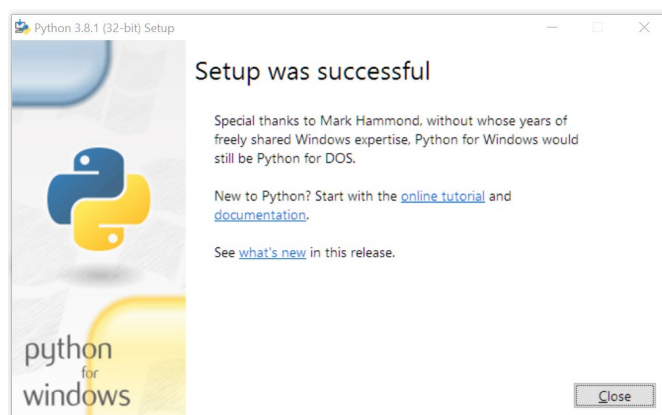 Python 3.8.1 (32-bit) Setup
Setup was successful
Special thanks to Mark Hammond, without whose years of
freely shared Windows expertise, Python for Windows would
still be Python for DOS.
New to Python? Start with the online tutorial and
documentation.
See what's new in this release.
python
for
windows
Close